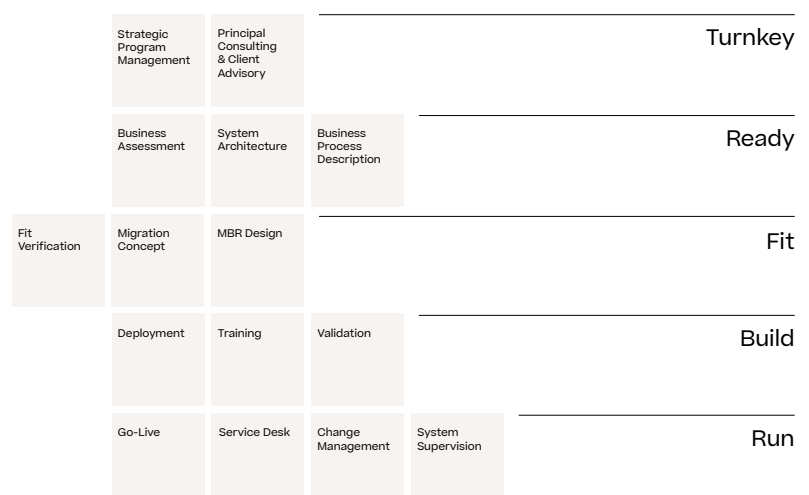 Strategic
Program
Management
Principal
Consulting
& Client
Advisory
Turnkey
Business
Assessment
System
Architecture
Business
Process
Description
Ready
Fit
Verification
Migration
Concept
MBR Design
Fit
Deployment
Training
Validation
Build
Go-Live
Service Desk
Change
Management
System
Supervision
Run